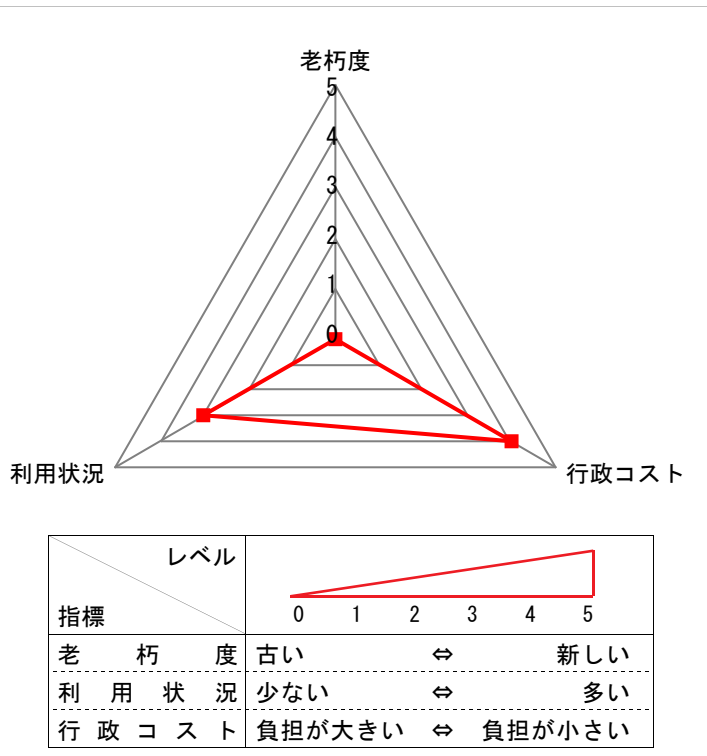 老朽度
5
4
3
2
1
0
利用状況
行政コスト
レベル
指標
0 1 2 3 4 5
老朽度 古い ⇔ 新しい
利用状況 少ない ⇔ 多い
行政コスト 負担が大きい ⇔ 負担が小さい